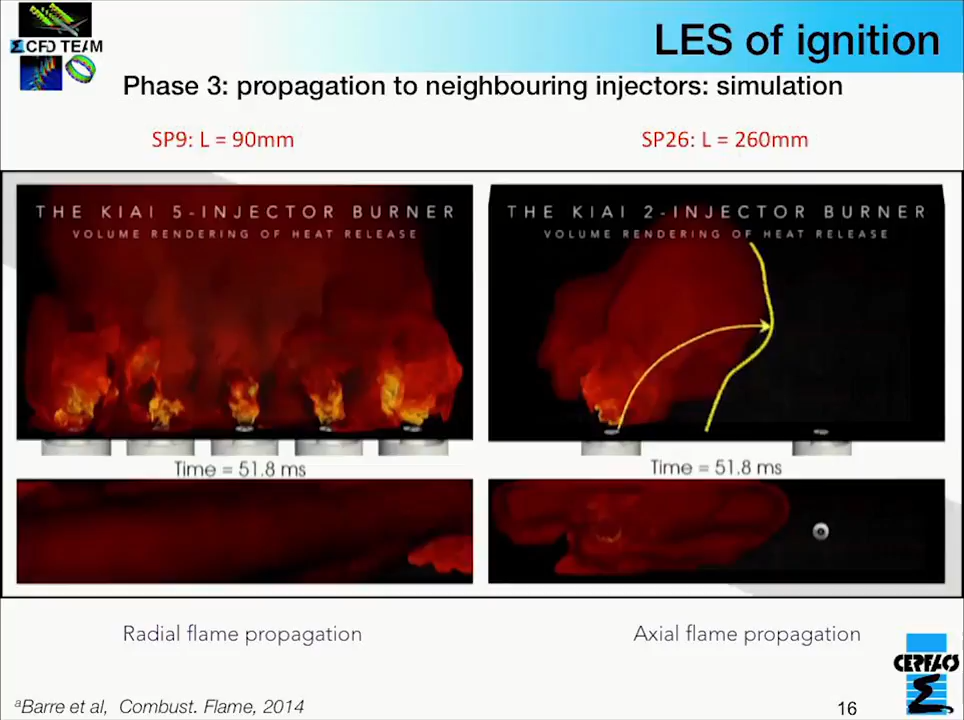 CFD TEAM
LES of ignition
Phase 3: propagation to neighbouring injectors: simulation
SP9: L = 90mm
SP26: L = 260mm
THE KIAI 5-INJECTOR BURNER
VOLUME RENDERING OF HEAT RELEASE
THE KIAI 2-INJECTOR BURNER
VOLUME RENDERING OF HEAT RELEASE
Time = 51.8 ms
Time = 51.8 ms
Radial flame propagation
Axial flame propagation
CERFACS
aBarre et al, Combust. Flame, 2014
16